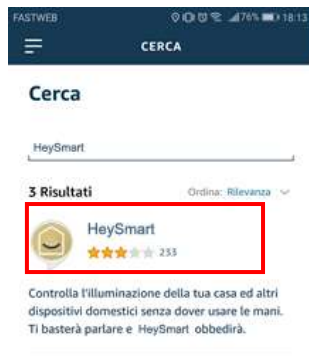 FASTWEB 76% 18:13
CERCA
Cerca
HeySmart
3 Risultati Ordina: Rilevanza
HeySmart
233
Controlla l'illuminazione della tua casa ed altri
dispositivi domestici senza dover usare le mani.
Ti basterà parlare e HeySmart obbedirà.